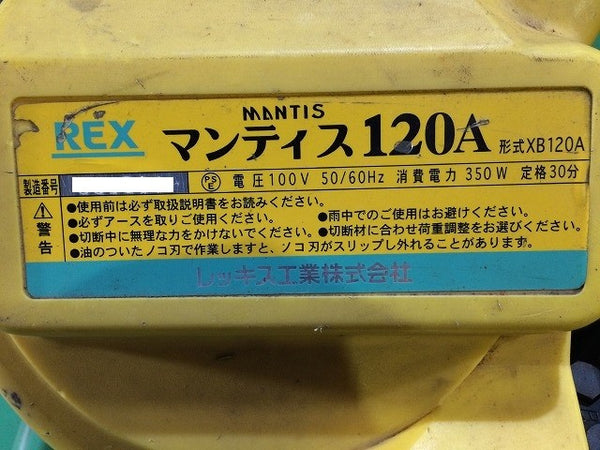 REX
MANTIS
マンティス120A 形式XB120A
製造番号
PSE 電圧100V 50/60Hz 消費電力350W 定格30分
⚠警告
●使用前は必ず取扱説明書をお読みください。
●必ずアースを取りご使用ください。 ●雨中でのご使用はお避けください。
●切断中に無理な力をかけないでください。 ●切断材に合わせ荷重調整をお選びください。
●油のついたノコ刃で作業しますと、ノコ刃がスリップし外れることがあります。
レッキス工業株式会社